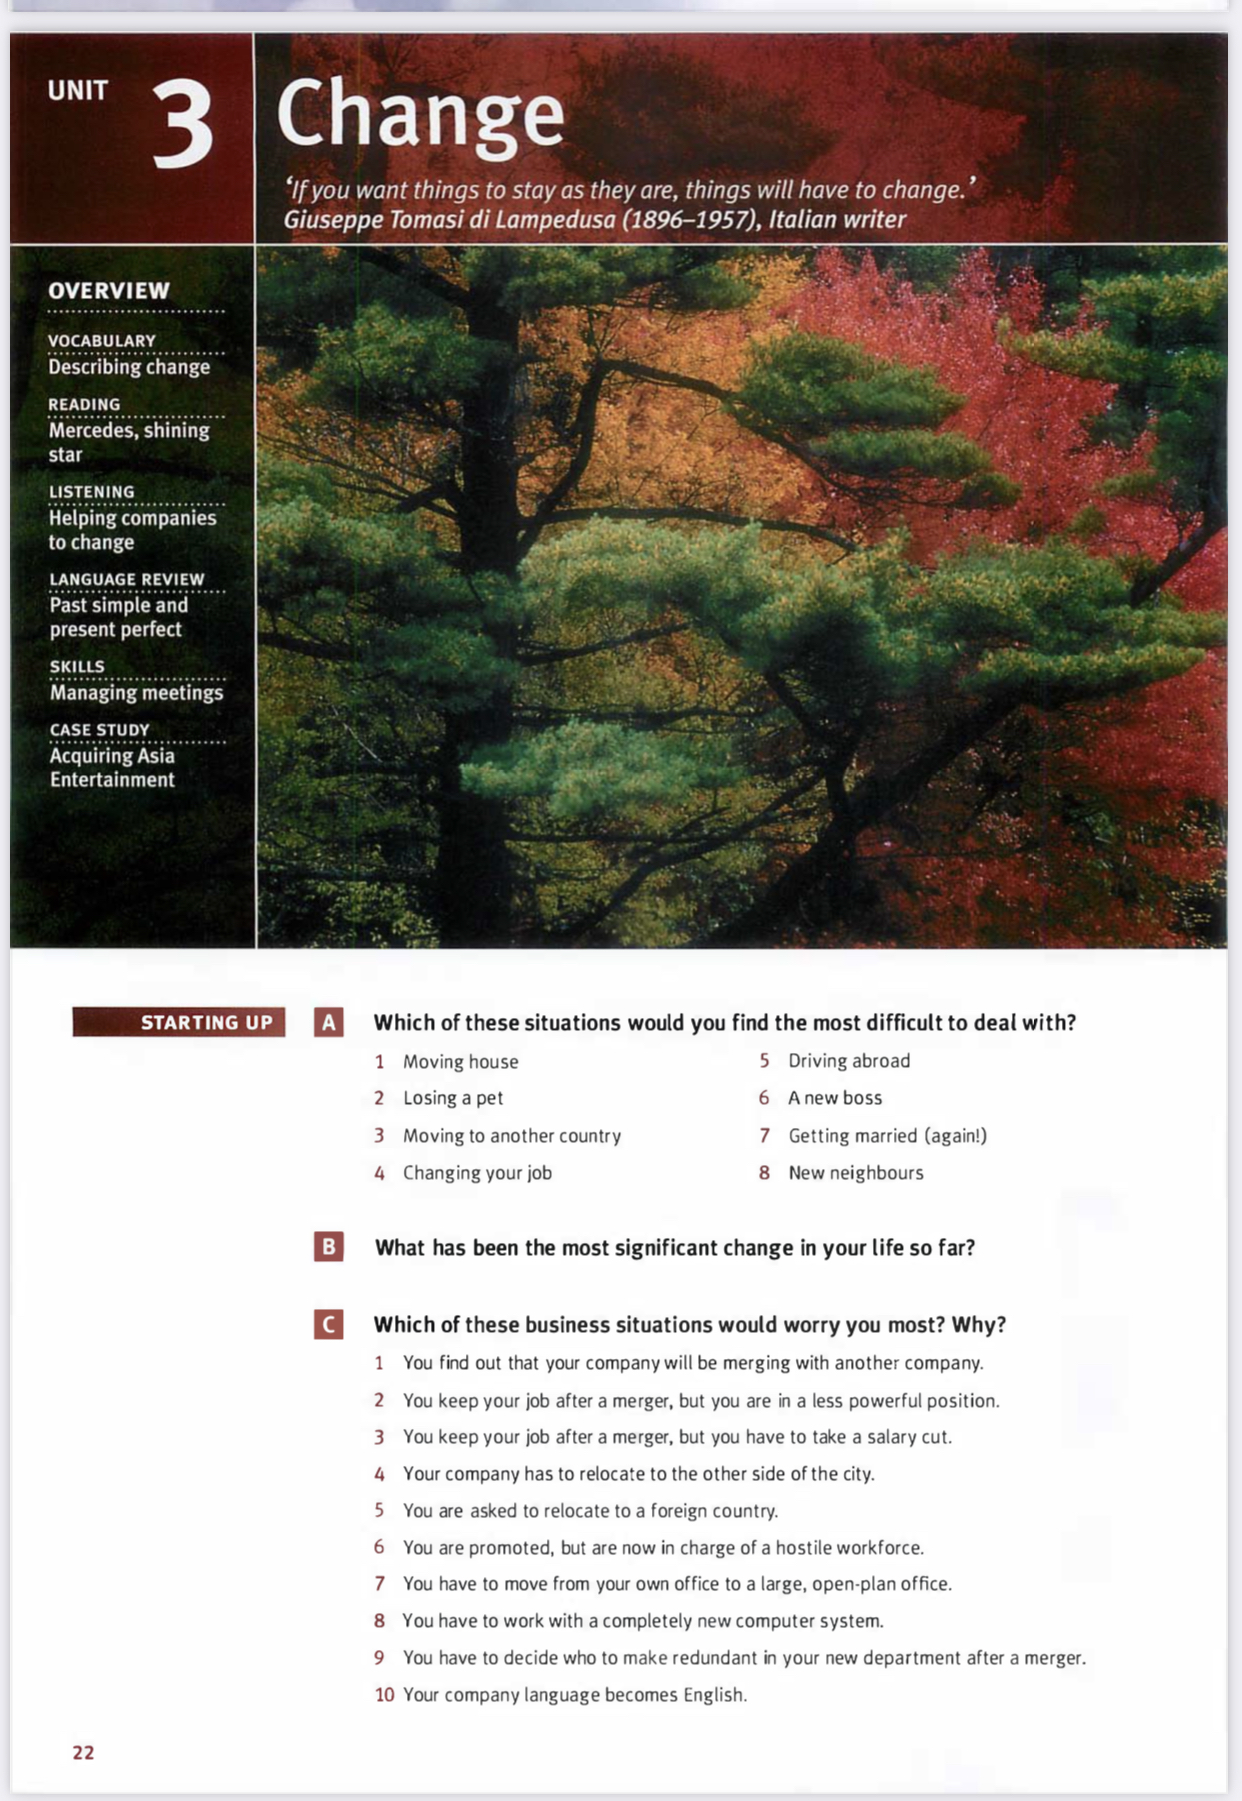 UNIT 3
Change
‘If you want things to stay as they are, things will have to change.’
Giuseppe Tomasi di Lampedusa (1896–1957), Italian writer
OVERVIEW
VOCABULARY
Describing change
READING
Mercedes, shining
star
LISTENING
Helping companies
to change
LANGUAGE REVIEW
Past simple and
present perfect
SKILLS
Managing meetings
CASE STUDY
Acquiring Asia
Entertainment
STARTING UP
A Which of these situations would you find the most difficult to deal with?
1 Moving house
2 Losing a pet
3 Moving to another country
4 Changing your job
5 Driving abroad
6 A new boss
7 Getting married (again!)
8 New neighbours
B What has been the most significant change in your life so far?
C Which of these business situations would worry you most? Why?
1 You find out that your company will be merging with another company.
2 You keep your job after a merger, but you are in a less powerful position.
3 You keep your job after a merger, but you have to take a salary cut.
4 Your company has to relocate to the other side of the city.
5 You are asked to relocate to a foreign country.
6 You are promoted, but are now in charge of a hostile workforce.
7 You have to move from your own office to a large, open-plan office.
8 You have to work with a completely new computer system.
9 You have to decide who to make redundant in your new department after a merger.
10 Your company language becomes English.
22